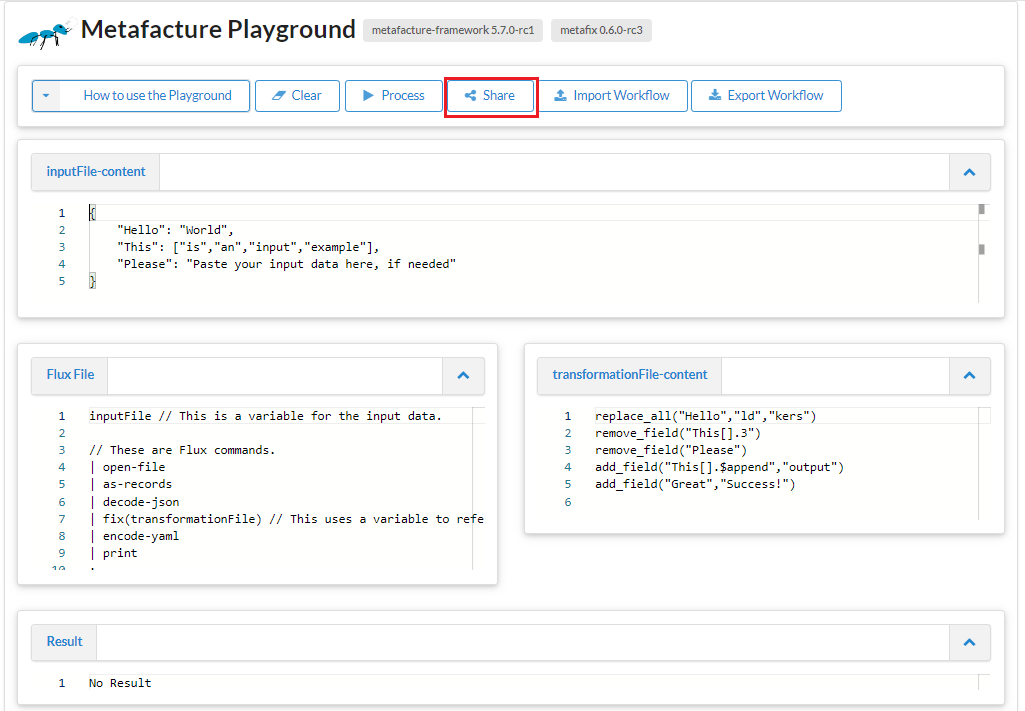 Metafacture Playground metafacture-framework 5.7.0-rc1 metafix 0.6.0-rc3
How to use the Playground Clear Process Share Import Workflow Export Workflow
inputFile-content
1 {
2 "Hello": "World",
3 "This": ["is","an","input","example"],
4 "Please": "Paste your input data here, if needed"
5 }
Flux File
1 inputFile // This is a variable for the input data.
2
3 // These are Flux commands.
4 | open-file
5 | as-records
6 | decode-json
7 | fix(transformationFile) // This uses a variable to refe
8 | encode-yaml
9 | print
10 ;
transformationFile-content
1 replace_all("Hello","ld","kers")
2 remove_field("This[].3")
3 remove_field("Please")
4 add_field("This[].$append","output")
5 add_field("Great","Success!")
6
Result
1 No Result